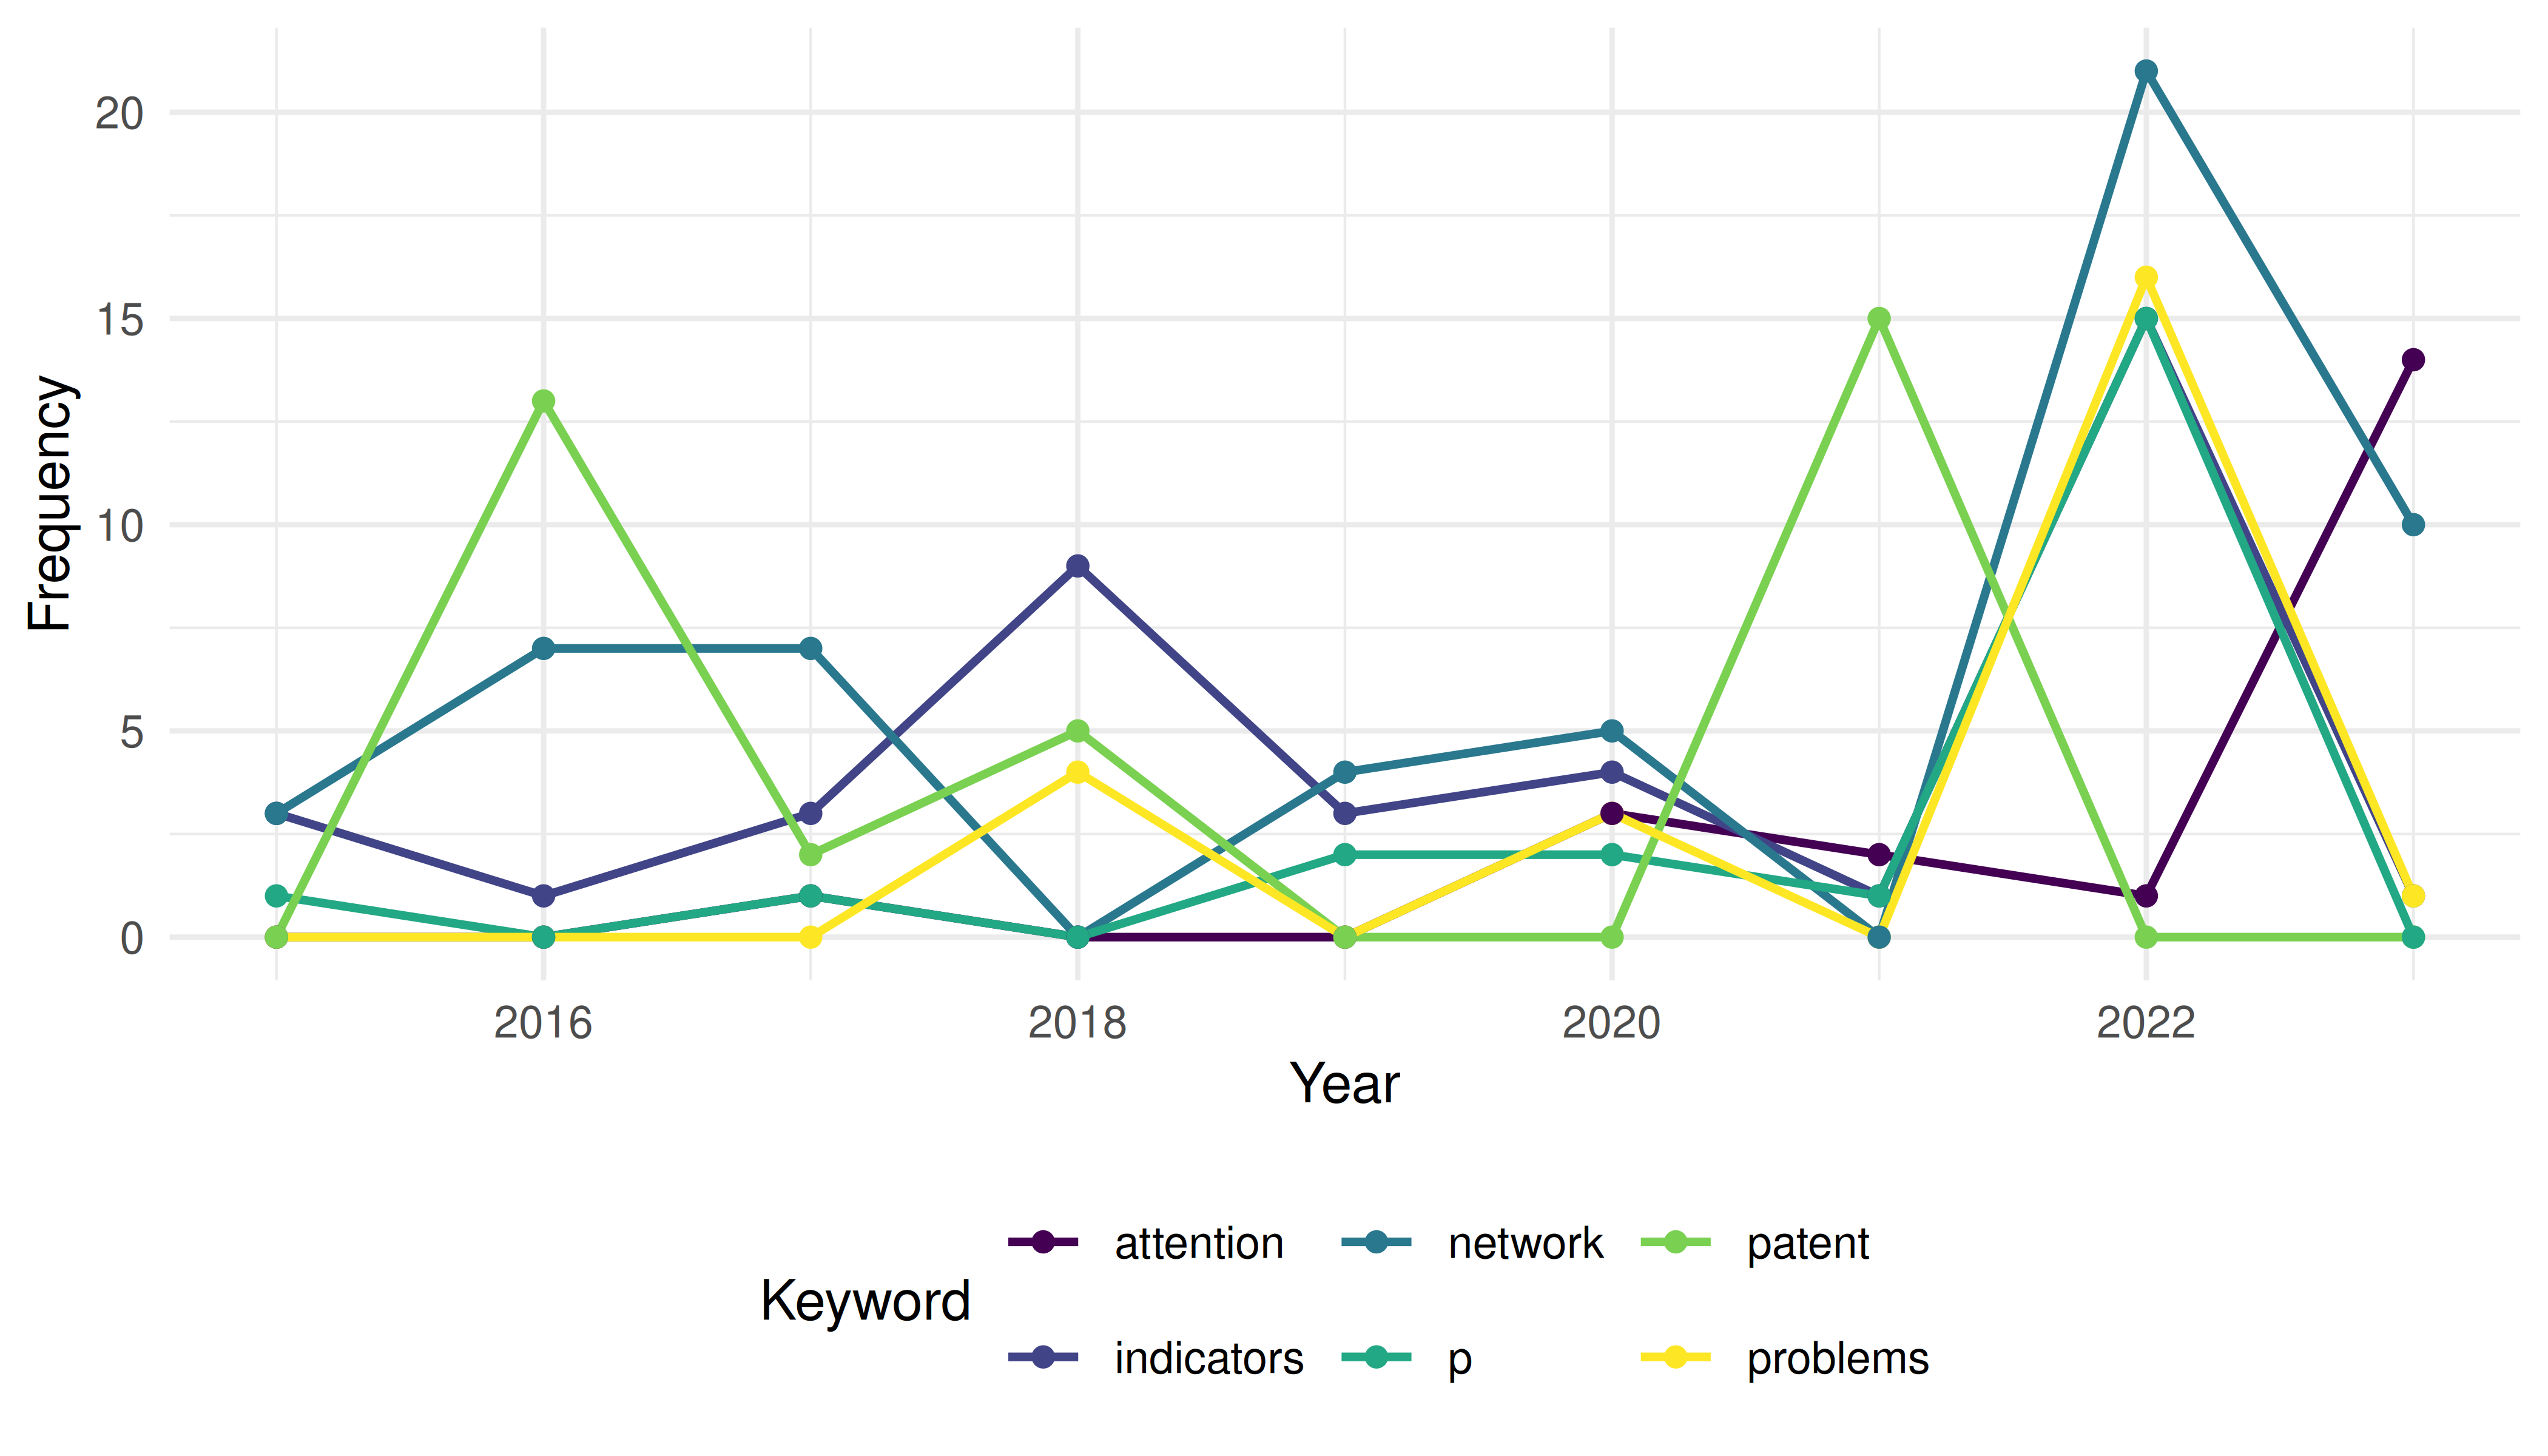 20
15
10
5
0
Frequency
2016 2018 2020 2022
Year
Keyword
attention network patent
indicators p problems